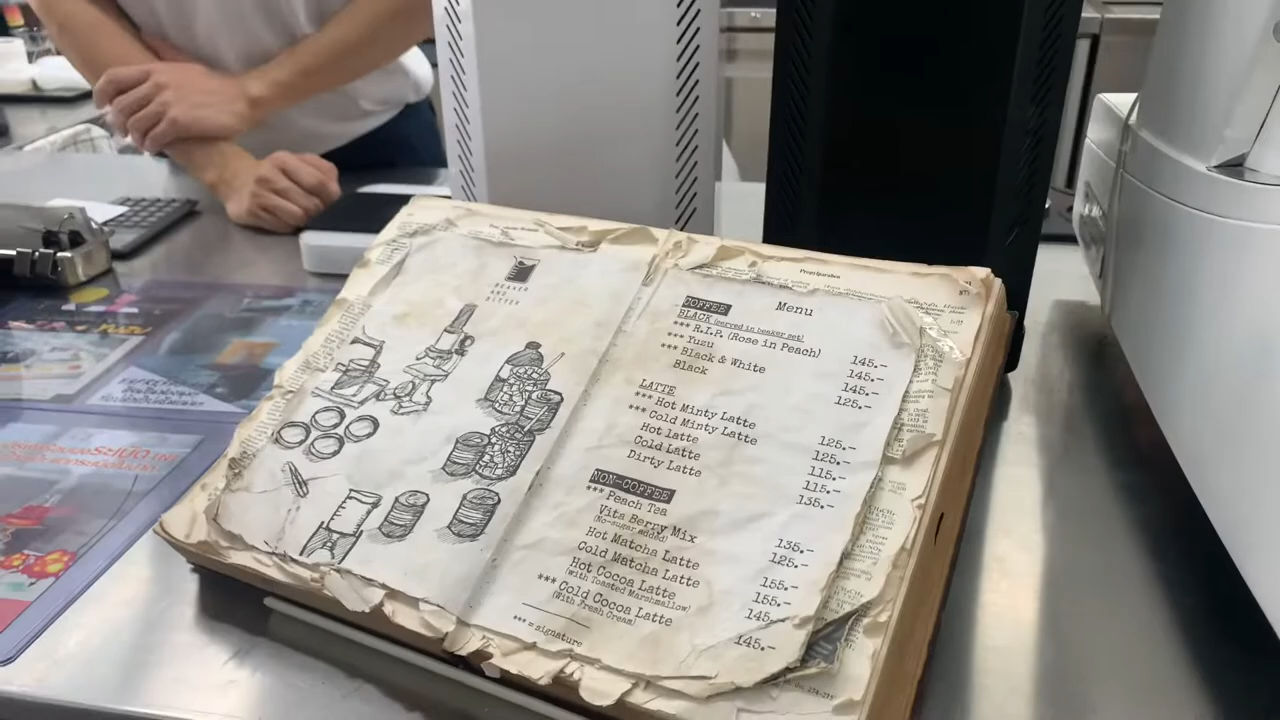 BEAKER
AND
BITTER
Propylparaben
Menu
COFFEE
BLACK (served in beaker set)
*** R.I.P. (Rose in Peach) 145.-
*** Yuzu 145.-
*** Black & White 145.-
Black 125.-
LATTE
*** Hot Minty Latte 125.-
*** Cold Minty Latte 125.-
Hot latte 115.-
Cold Latte 115.-
Dirty Latte 135.-
NON-COFFEE
*** Peach Tea 135.-
Vita Berry Mix 125.-
(No-sugar added)
Hot Matcha Latte 155.-
Cold Matcha Latte 155.-
Hot Cocoa Latte 145.-
(with Toasted Marshmallow)
*** Cold Cocoa Latte 145.-
(With Fresh Cream)
*** = signature